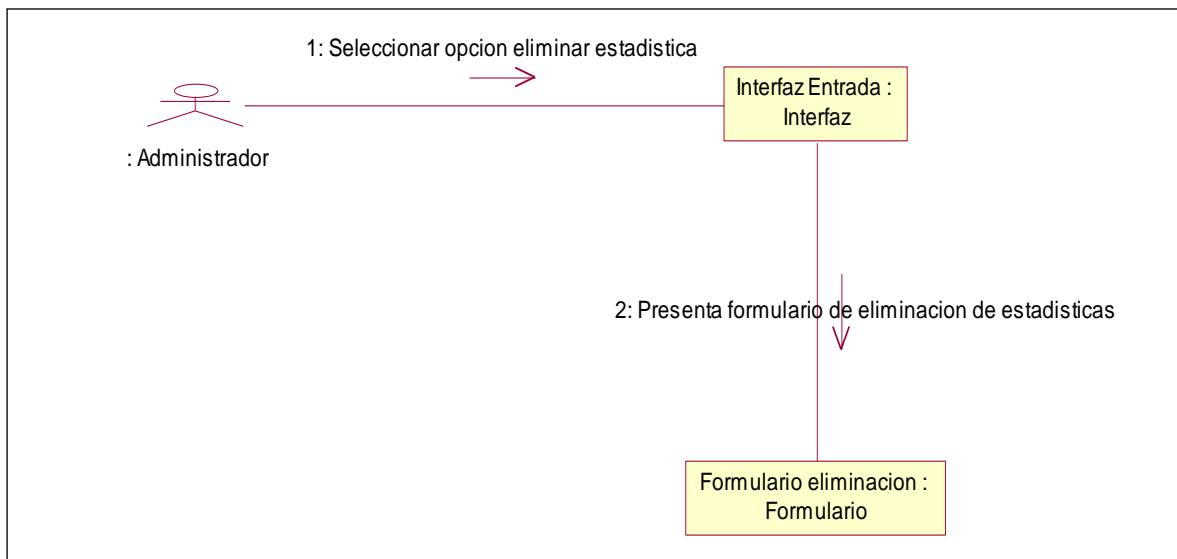 1: Seleccionar opcion eliminar estadistica
Interfaz Entrada :
Interfaz
: Administrador
2: Presenta formulario de eliminacion de estadisticas
Formulario eliminacion :
Formulario